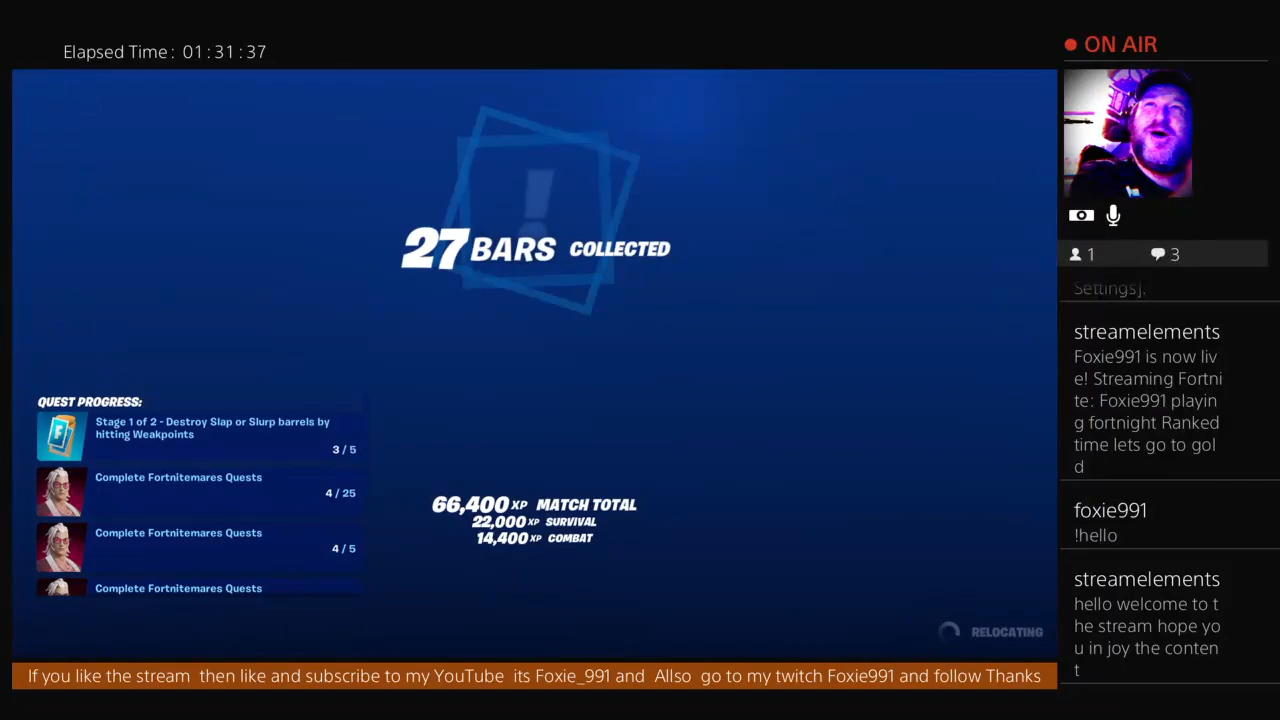 Elapsed Time: 01:31:37
ON AIR
27 BARS COLLECTED
QUEST PROGRESS:
Stage 1 of 2 - Destroy Slap or Slurp barrels by
hitting Weakpoints
3 / 5
Complete Fortnitemares Quests
4 / 25
Complete Fortnitemares Quests
4 / 5
Complete Fortnitemares Quests
66,400 XP MATCH TOTAL
22,000 XP SURVIVAL
14,400 XP COMBAT
RELOCATING
If you like the stream then like and subscribe to my YouTube its Foxie_991 and Allso go to my twitch Foxie991 and follow Thanks
1 3
Settings].
streamelements
Foxie991 is now liv
e! Streaming Fortni
te: Foxie991 playin
g fortnight Ranked
time lets go to gol
d
foxie991
!hello
streamelements
hello welcome to t
he stream hope yo
u in joy the conten
t